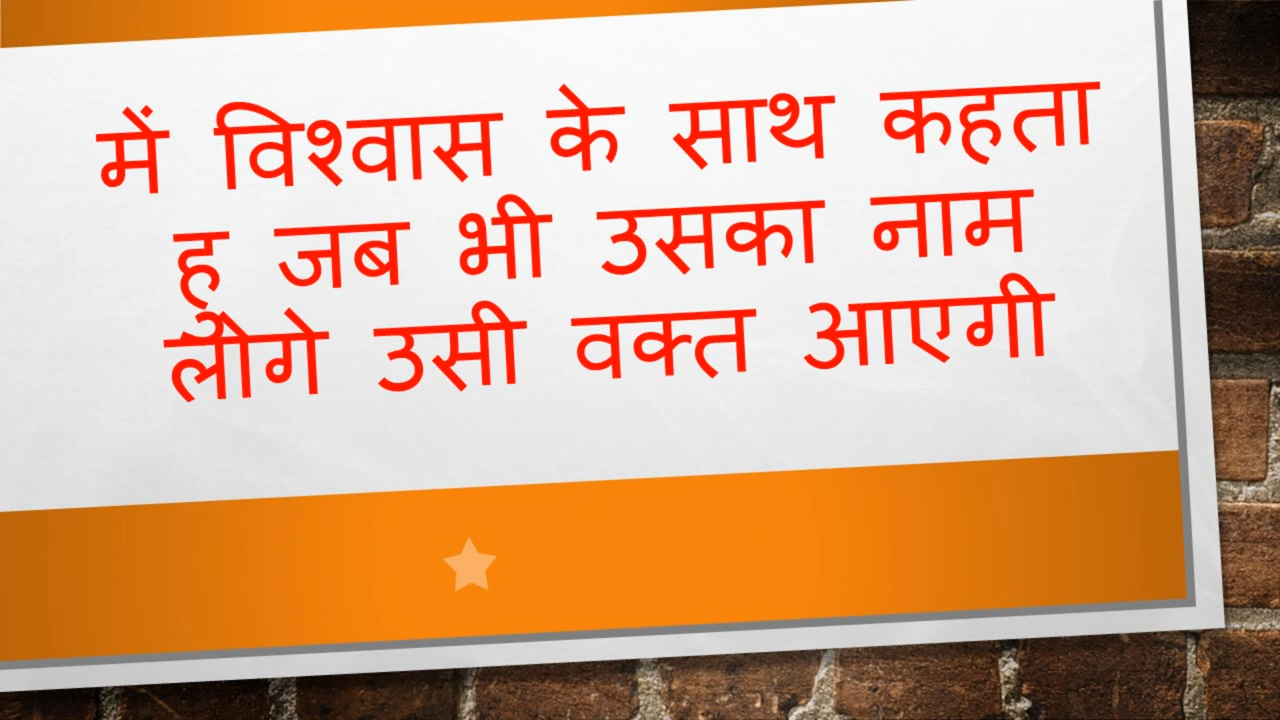 में विश्वास के साथ कहता
हु जब भी उसका नाम
लोगे उसी वक्त आएगी